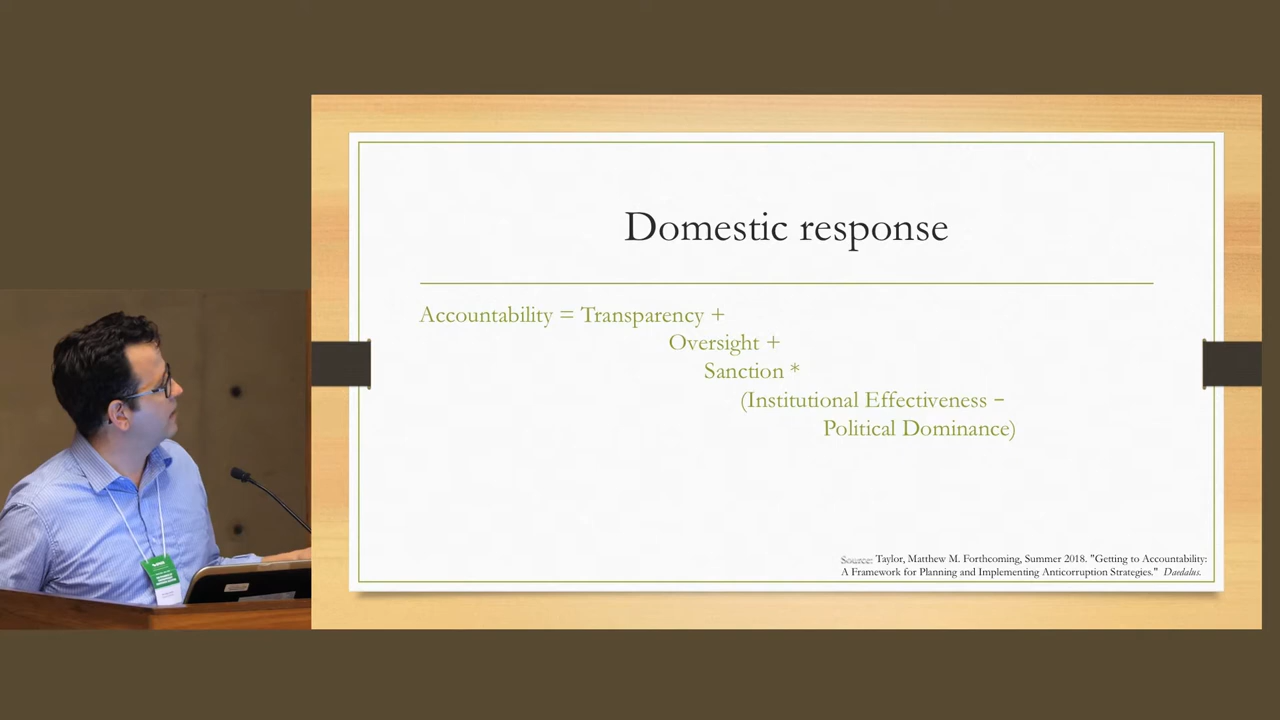 Domestic response
Accountability = Transparency +
Oversight +
Sanction *
(Institutional Effectiveness −
Political Dominance)
Source: Taylor, Matthew M. Forthcoming, Summer 2018. "Getting to Accountability:
A Framework for Planning and Implementing Anticorruption Strategies." Daedalus.